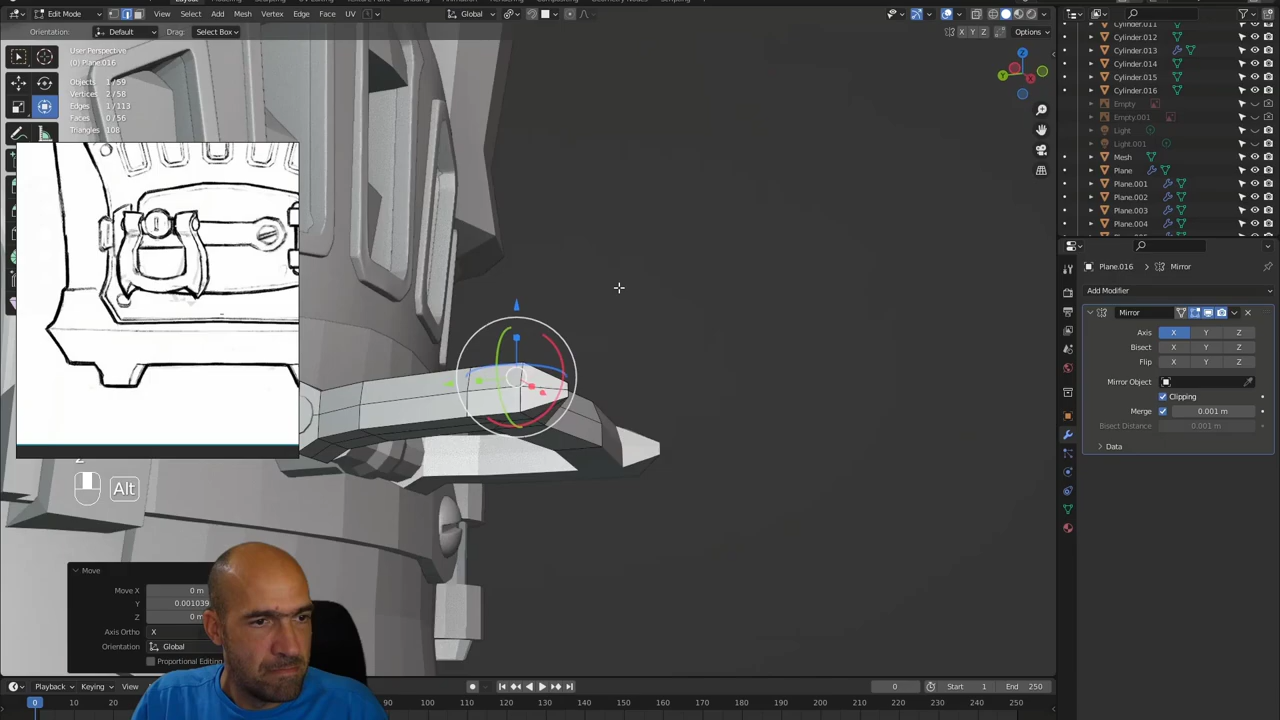 Edit Mode View Select Add Mesh Vertex Edge Face UV Global
Orientation: Default Drag: Select Box X Y Z Options
User Perspective
(0) Plane.016
Objects 1/59
Vertices 2/58
Edges 1/113
Faces 0/56
Triangles 108
Z
X
Y
Alt
Move
Move X 0 m
Y 0.001039
Z 0 m
Axis Ortho X
Orientation Global
Proportional Editing
Cylinder.011
Cylinder.012
Cylinder.013
Cylinder.014
Cylinder.015
Cylinder.016
Empty
Empty.001
Light
Light.001
Mesh
Plane
Plane.001
Plane.002
Plane.003
Plane.004
Plane.016 Mirror
Add Modifier
Mirror
Axis X Y Z
Bisect X Y Z
Flip X Y Z
Mirror Object
Clipping
Merge 0.001 m
Bisect Distance 0.001 m
Data
Playback Keying View 0 Start 1 End 250
0 10 20 30 40 50 80 90 100 110 120 130 140 150 160 170 180 190 200 210 220 230 240 250